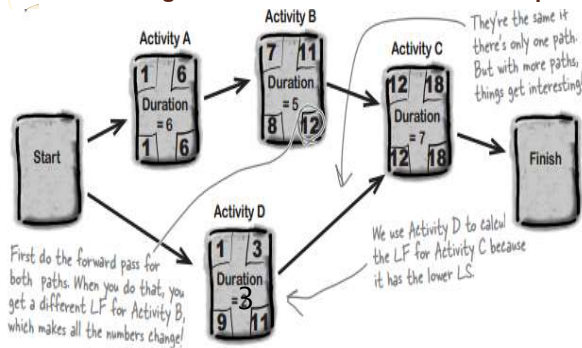 They're the same if
there's only one path.
But with more paths,
things get interesting!
Activity B
7 11
Duration
= 5
8 12
Activity A
1 6
Duration
= 6
1 6
Activity C
12 18
Duration
= 7
12 18
Start
Finish
Activity D
1 3
Duration
=3
9 11
We use Activity D to calcul
the LF for Activity C because
it has the lower LS.
First do the forward pass for
both paths. When you do that, you
get a different LF for Activity B,
which makes all the numbers change!